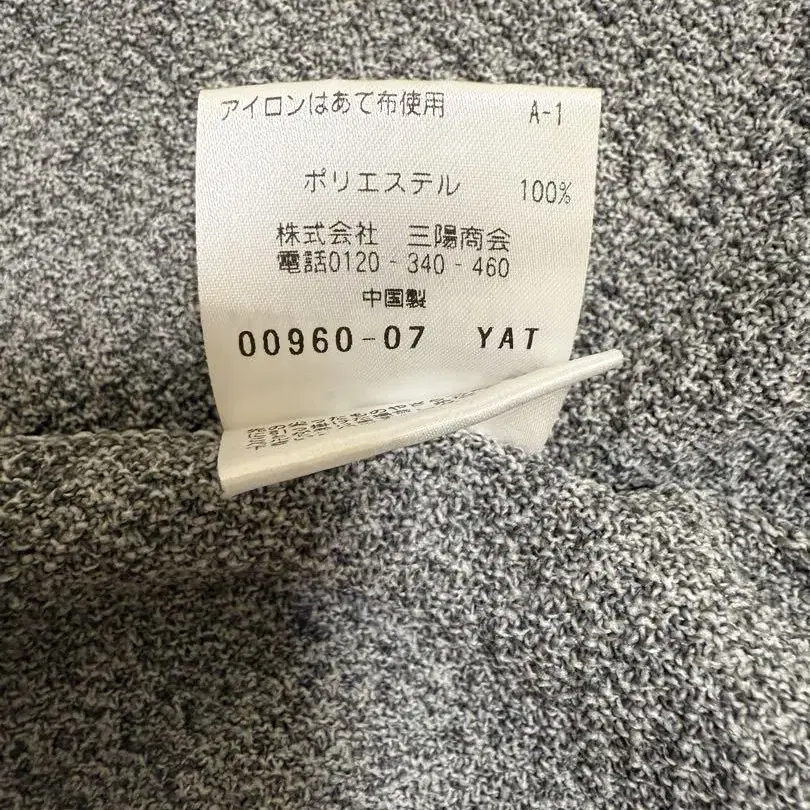 アイロンはあて布使用 A-1
ポリエステル 100%
株式会社 三陽商会
電話0120-340-460
中国製
00960-07 YAT